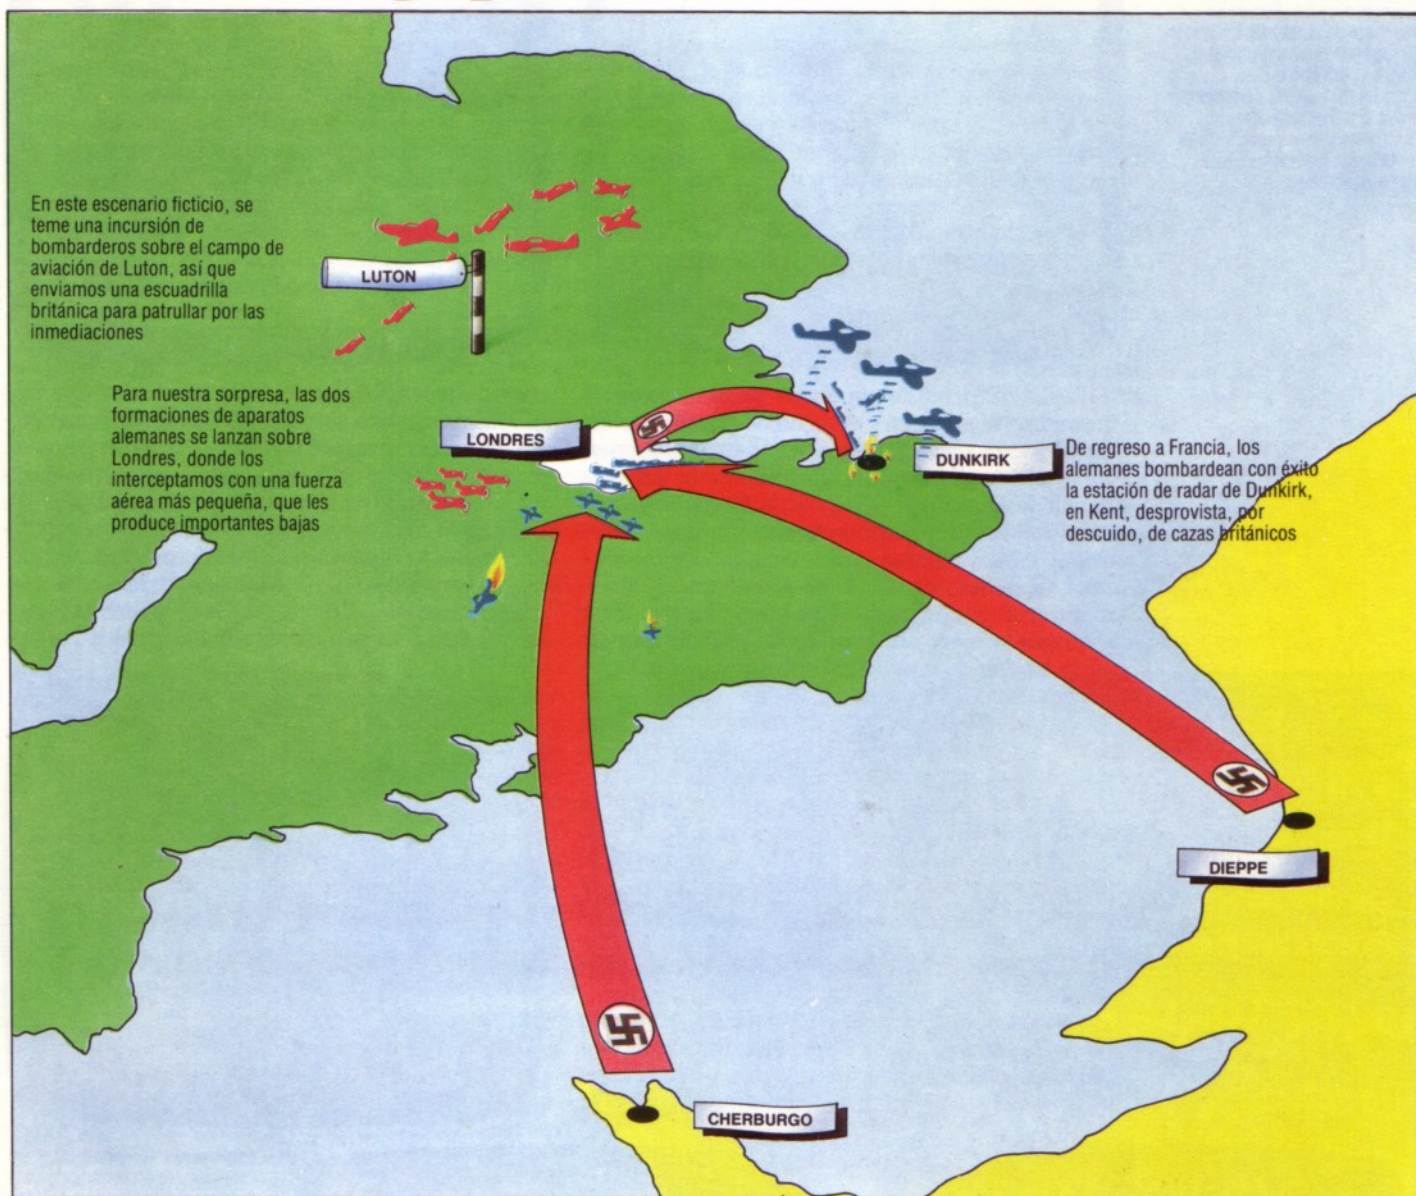 En este escenario ficticio, se
teme una incursión de
bombarderos sobre el campo de
aviación de Luton, así que
enviamos una escuadrilla
británica para patrullar por las
inmediaciones
LUTON
Para nuestra sorpresa, las dos
formaciones de aparatos
alemanes se lanzan sobre
Londres, donde los
interceptamos con una fuerza
aérea más pequeña, que les
produce importantes bajas
LONDRES
DUNKIRK
De regreso a Francia, los
alemanes bombardean con éxito
la estación de radar de Dunkirk,
en Kent, desprovista, por
descuido, de cazas británicos
DIEPPE
CHERBURGO